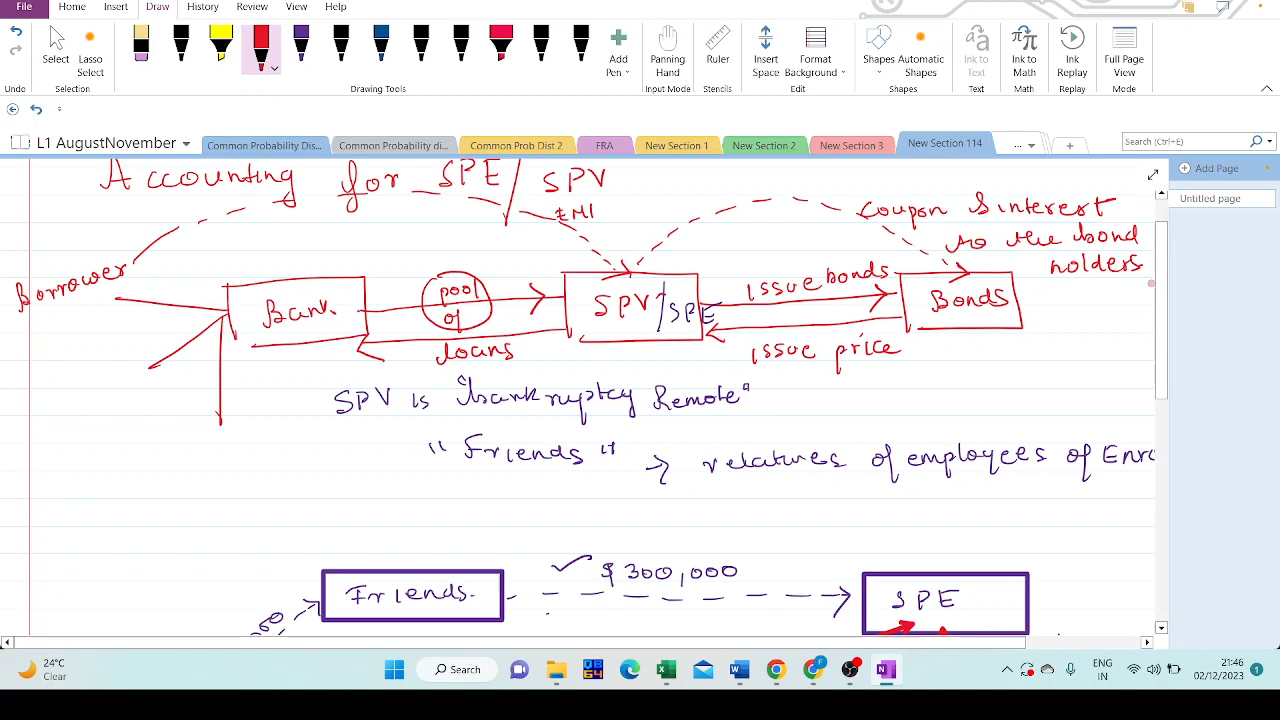 File Home Insert Draw History Review View Help
Undo
Select
Lasso Select
Add Pen
Panning Hand
Ruler
Insert Space
Format Background
Shapes
Automatic Shapes
Ink to Text
Ink to Math
Ink Replay
Full Page View
Undo Selection Drawing Tools Input Mode Stencils Edit Shapes Text Math Replay Mode
L1 AugustNovember
Common Probability Dis...
Common Probability di...
Common Prob Dist 2
FRA
New Section 1
New Section 2
New Section 3
New Section 114
...
Search (Ctrl+E)
Add Page
Untitled page
Accounting for SPE/ SPV
EMI
coupon & interest
to the bond
holders
Borrower
Bank
pool
of
loans
SPV/SPE
issue bonds
issue price
Bonds
SPV is "bankruptcy Remote"
"Friends" → relatives of employees of Enro
Friends.
✓ $300,000
SPE
24°C
Clear
Search
ENG
IN
21:46
02/12/2023